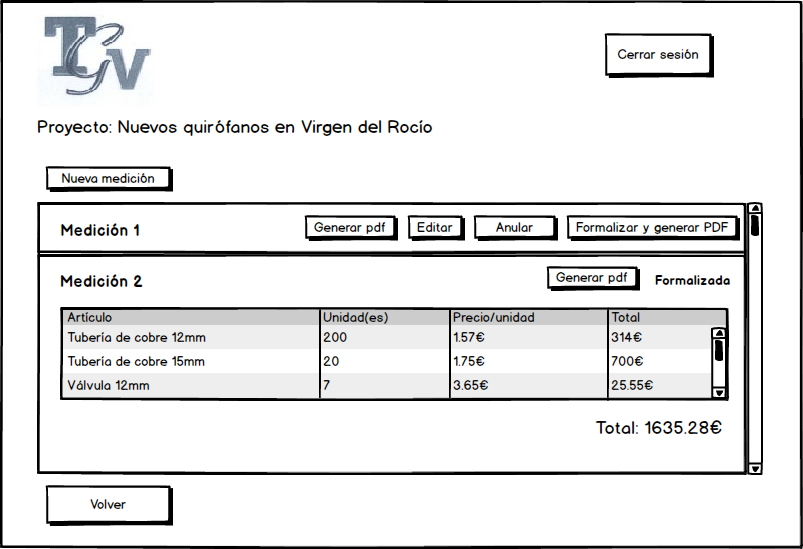 TGV
Cerrar sesión
Proyecto: Nuevos quirófanos en Virgen del Rocío
Nueva medición
Medición 1 Generar pdf Editar Anular Formalizar y generar PDF
Medición 2 Generar pdf Formalizada
Artículo Unidad(es) Precio/unidad Total
Tubería de cobre 12mm 200 1.57€ 314€
Tubería de cobre 15mm 20 1.75€ 700€
Válvula 12mm 7 3.65€ 25.55€
Total: 1635.28€
Volver